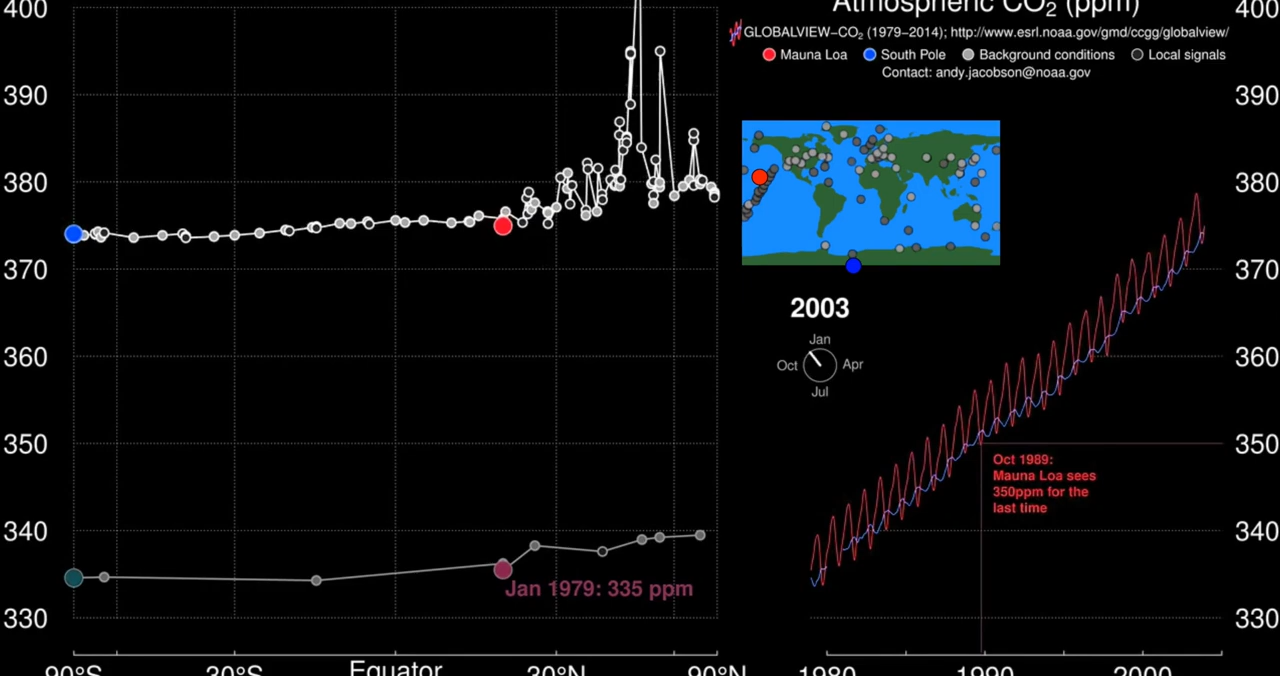 Atmospheric CO₂ (ppm)
GLOBALVIEW−CO₂ (1979−2014); http://www.esrl.noaa.gov/gmd/ccgg/globalview/
Mauna Loa South Pole Background conditions Local signals
Contact: andy.jacobson@noaa.gov
400
390
380
370
360
350
340
330
400
390
380
370
360
350
340
330
2003
Jan
Oct Apr
Jul
Oct 1989:
Mauna Loa sees
350ppm for the
last time
Jan 1979: 335 ppm
90°S 30°S Equator 30°N 90°N
1980 1990 2000